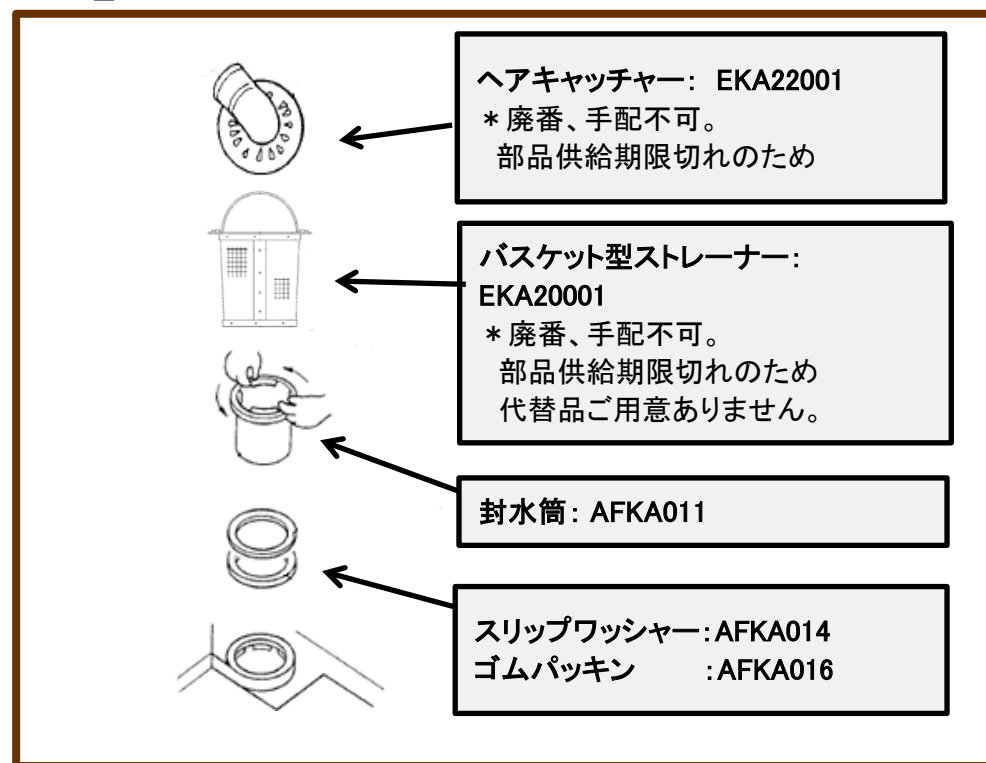 ヘアキャッチャー: EKA22001
*廃番、手配不可。
部品供給期限切れのため
バスケット型ストレーナー:
EKA20001
*廃番、手配不可。
部品供給期限切れのため
代替品ご用意ありません。
封水筒: AFKA011
スリップワッシャー:AFKA014
ゴムパッキン :AFKA016